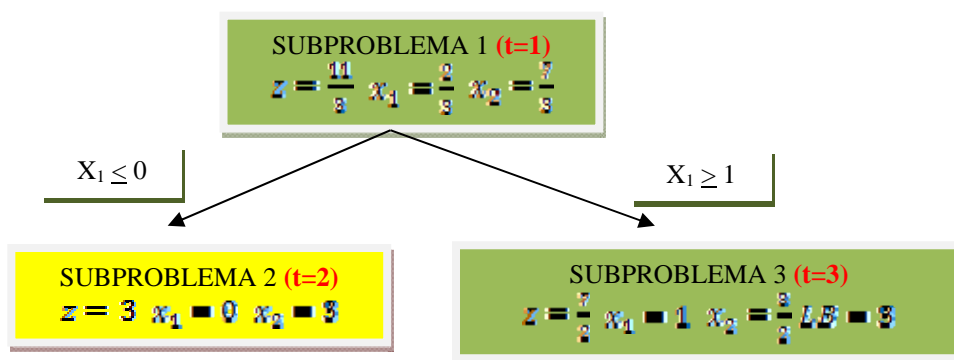 SUBPROBLEMA 1 (t=1)
z = 11/3 x₁ = 2/3 x₂ = 7/3
X₁ ≤ 0
X₁ ≥ 1
SUBPROBLEMA 2 (t=2)
z = 3 x₁ = 0 x₂ = 3
SUBPROBLEMA 3 (t=3)
z = 7/2 x₁ = 1 x₂ = 3/2 LB = 3